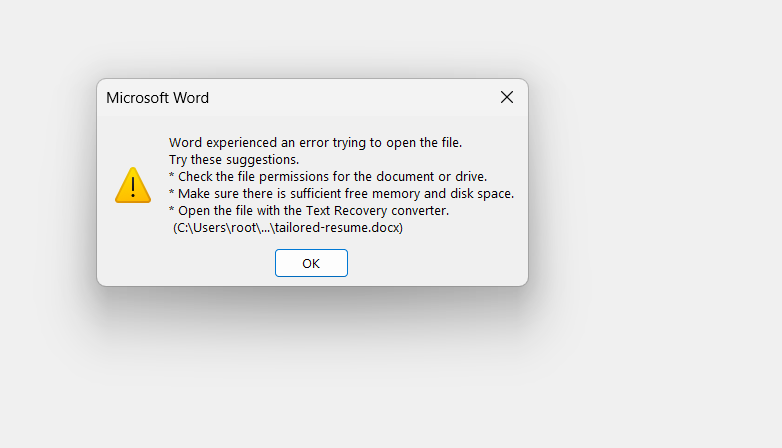 Microsoft Word
Word experienced an error trying to open the file.
Try these suggestions.
* Check the file permissions for the document or drive.
* Make sure there is sufficient free memory and disk space.
* Open the file with the Text Recovery converter.
(C:\Users\root\...\tailored-resume.docx)
OK